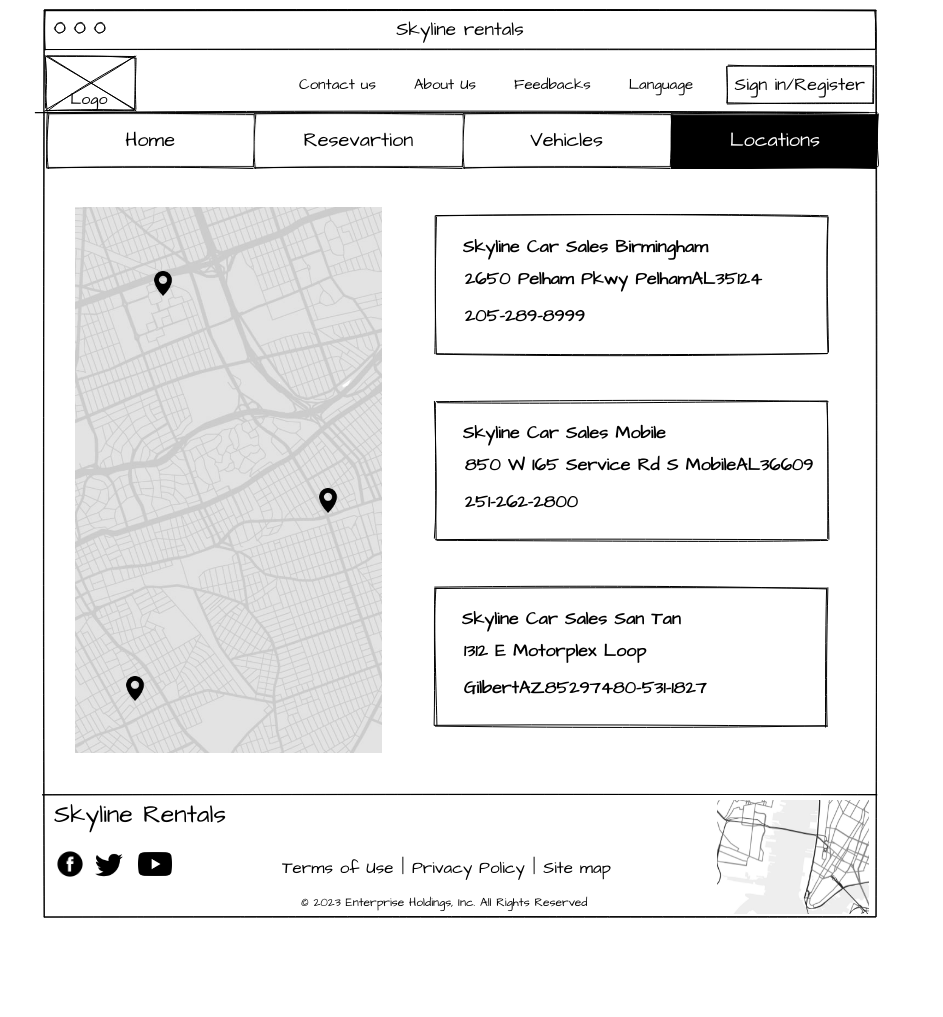 Skyline rentals
Logo
Contact us About Us Feedbacks Language Sign in/Register
Home Resevartion Vehicles Locations
Skyline Car Sales Birmingham
2650 Pelham Pkwy PelhamAL35124
205-289-8999
Skyline Car Sales Mobile
850 W I65 Service Rd S MobileAL36609
251-262-2800
Skyline Car Sales San Tan
1312 E Motorplex Loop
GilbertAZ85297480-531-1827
Skyline Rentals
Terms of Use | Privacy Policy | Site map
© 2023 Enterprise Holdings, Inc. All Rights Reserved